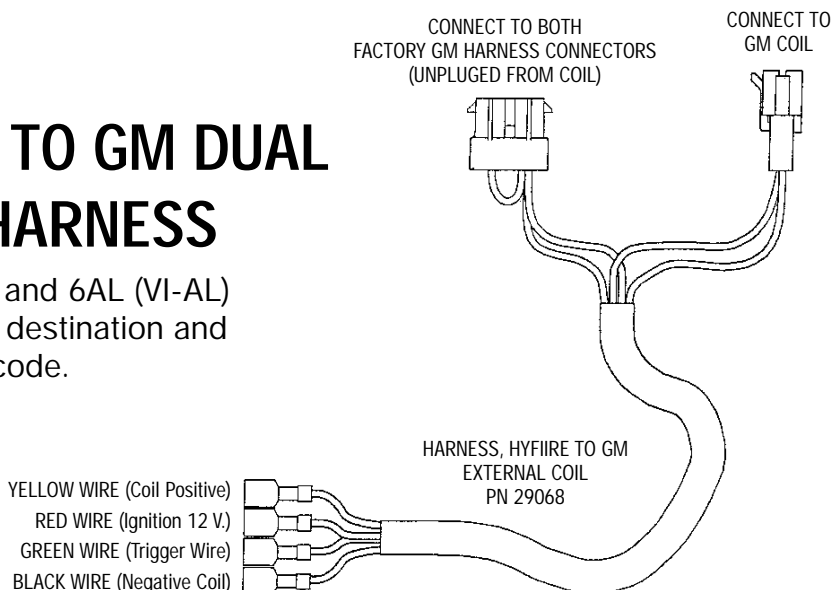 CONNECT TO BOTH
FACTORY GM HARNESS CONNECTORS
(UNPLUGED FROM COIL)
CONNECT TO
GM COIL
TO GM DUAL
HARNESS
and 6AL (VI-AL)
destination and
code.
HARNESS, HYFIIRE TO GM
EXTERNAL COIL
PN 29068
YELLOW WIRE (Coil Positive)
RED WIRE (Ignition 12 V.)
GREEN WIRE (Trigger Wire)
BLACK WIRE (Negative Coil)